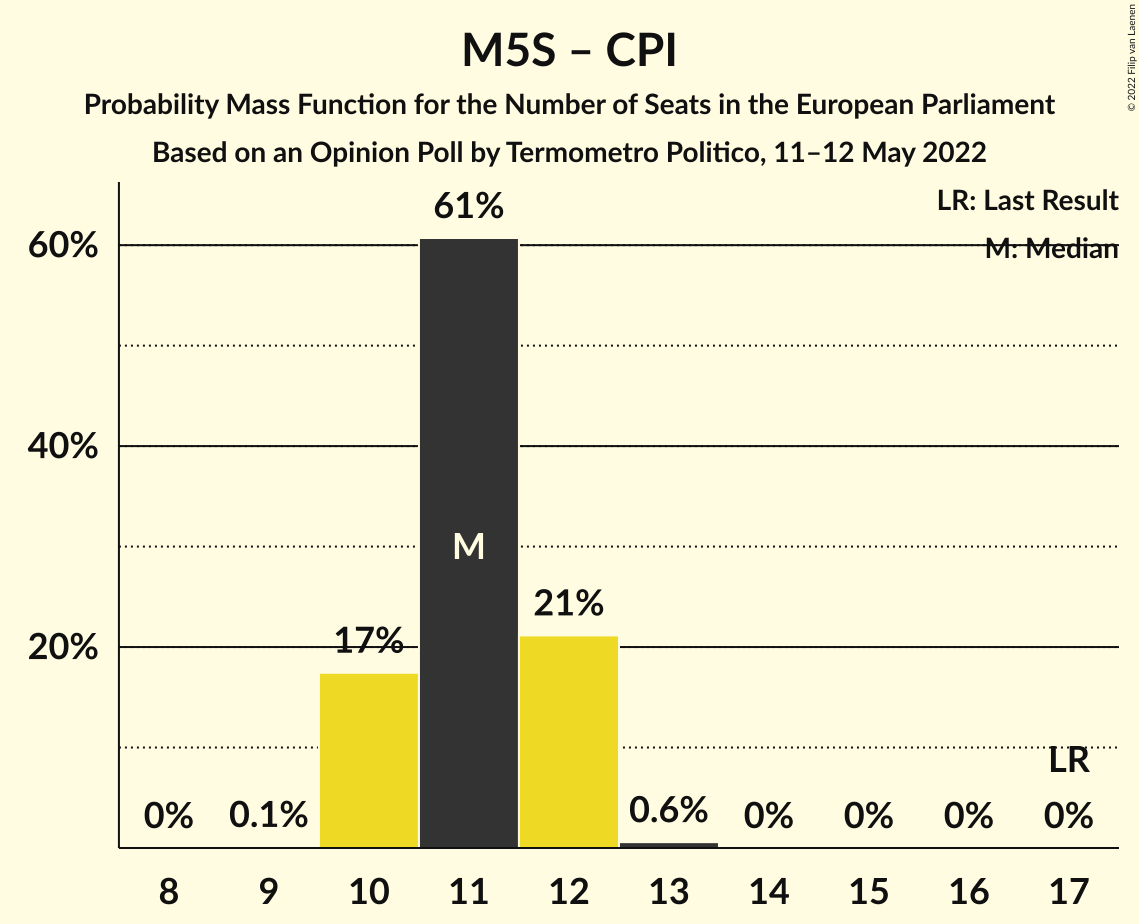 M5S – CPI
Probability Mass Function for the Number of Seats in the European Parliament
Based on an Opinion Poll by Termometro Politico, 11–12 May 2022
© 2022 Filip van Laenen
LR: Last Result
M: Median
60%
40%
20%
0%
0.1%
17%
61%
M
21%
0.6%
0%
0%
0%
LR
0%
8 9 10 11 12 13 14 15 16 17